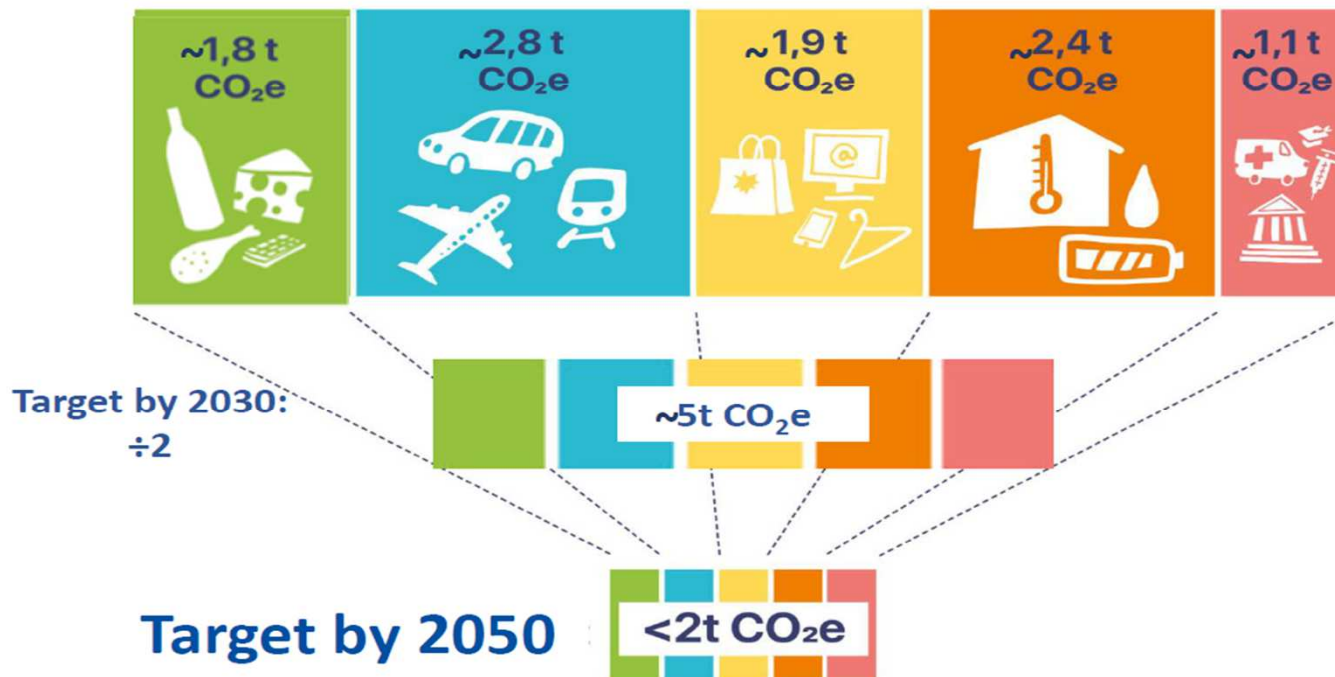 ~1,8 t
CO₂e
~2,8 t
CO₂e
~1,9 t
CO₂e
~2,4 t
CO₂e
~1,1 t
CO₂e
@
Target by 2030:
÷2
~5t CO₂e
Target by 2050
<2t CO₂e